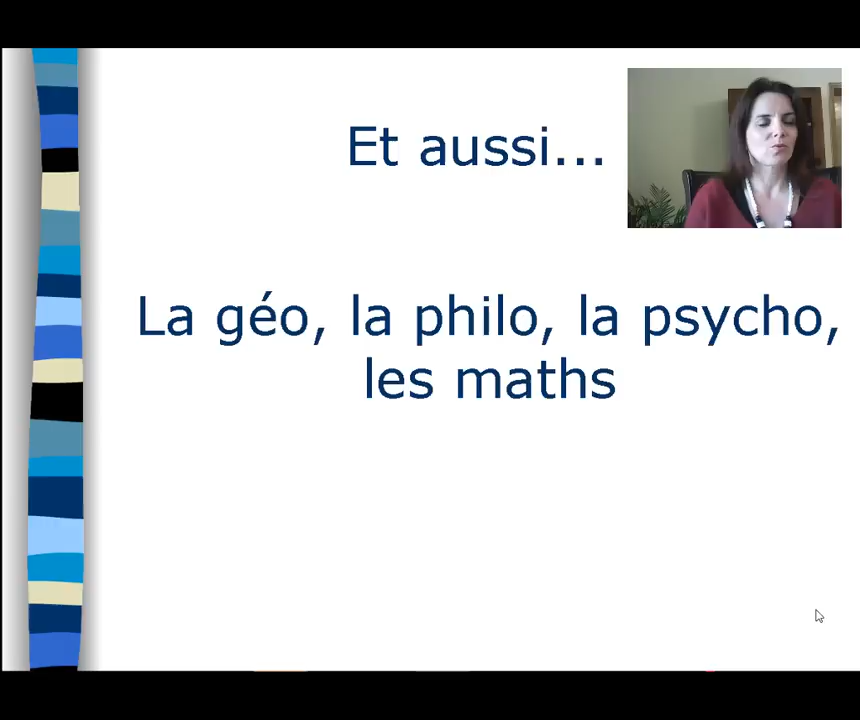 Et aussi...
La géo, la philo, la psycho,
les maths